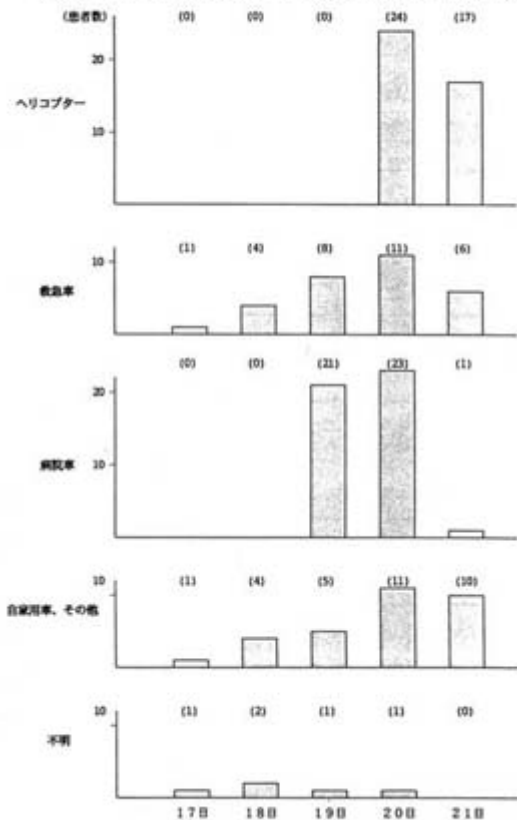 (患者数) (0) (0) (0) (24) (17)
20
ヘリコプター
10
(1) (4) (8) (11) (6)
10
救急車
(0) (0) (21) (23) (1)
20
病院車
10
(1) (4) (5) (11) (10)
10
自家用車、その他
(1) (2) (1) (1) (0)
10
不明
17日 18日 19日 20日 21日